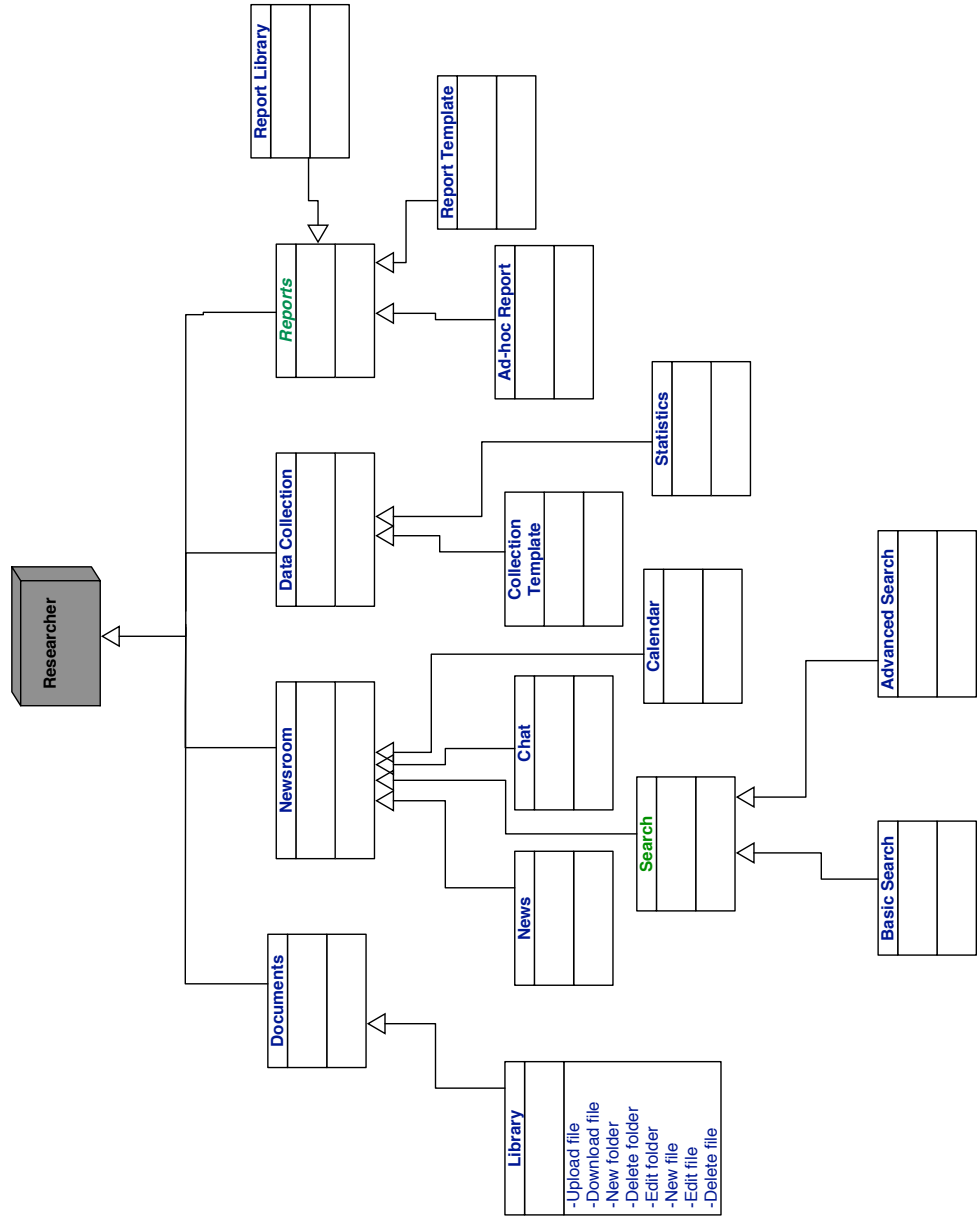 Researcher
Documents
Newsroom
Data Collection
Reports
Report Library
Library
-Upload file
-Download file
-New folder
-Delete folder
-Edit folder
-New file
-Edit file
-Delete file
News
Chat
Search
Calendar
Collection
Template
Statistics
Ad-hoc Report
Report Template
Basic Search
Advanced Search